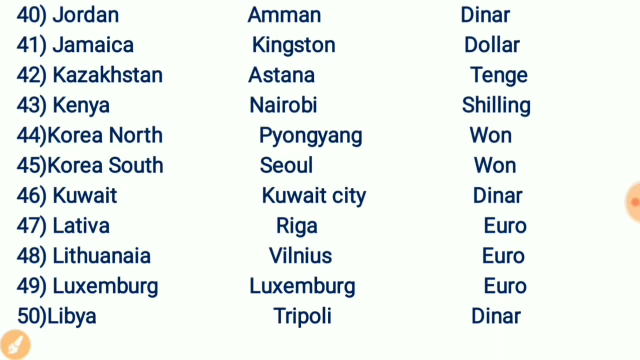 40) Jordan Amman Dinar
41) Jamaica Kingston Dollar
42) Kazakhstan Astana Tenge
43) Kenya Nairobi Shilling
44)Korea North Pyongyang Won
45)Korea South Seoul Won
46) Kuwait Kuwait city Dinar
47) Lativa Riga Euro
48) Lithuanaia Vilnius Euro
49) Luxemburg Luxemburg Euro
50)Libya Tripoli Dinar